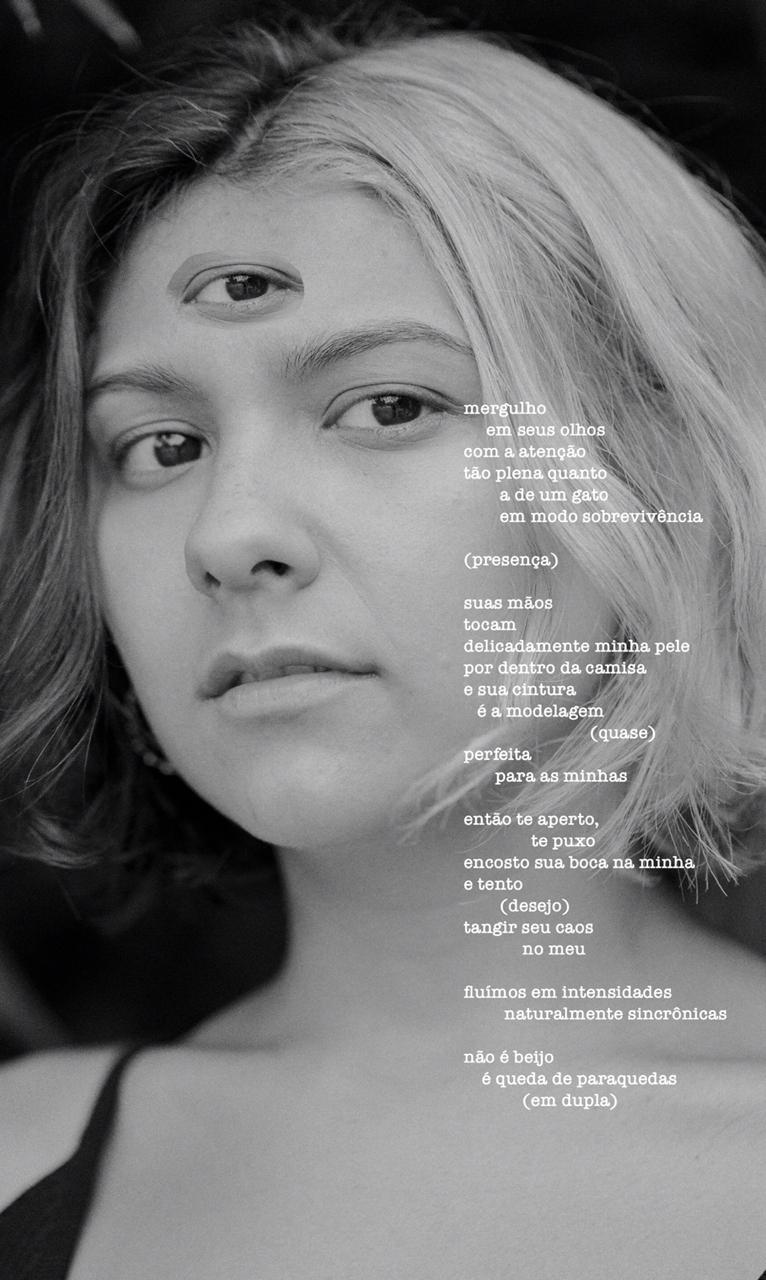 mergulho
em seus olhos
com a atenção
tão plena quanto
a de um gato
em modo sobrevivência
(presença)
suas mãos
tocam
delicadamente minha pele
por dentro da camisa
e sua cintura
é a modelagem
(quase)
perfeita
para as minhas
então te aperto,
te puxo
encosto sua boca na minha
e tento
(desejo)
tangir seu caos
no meu
fluímos em intensidades
naturalmente sincrônicas
não é beijo
é queda de paraquedas
(em dupla)